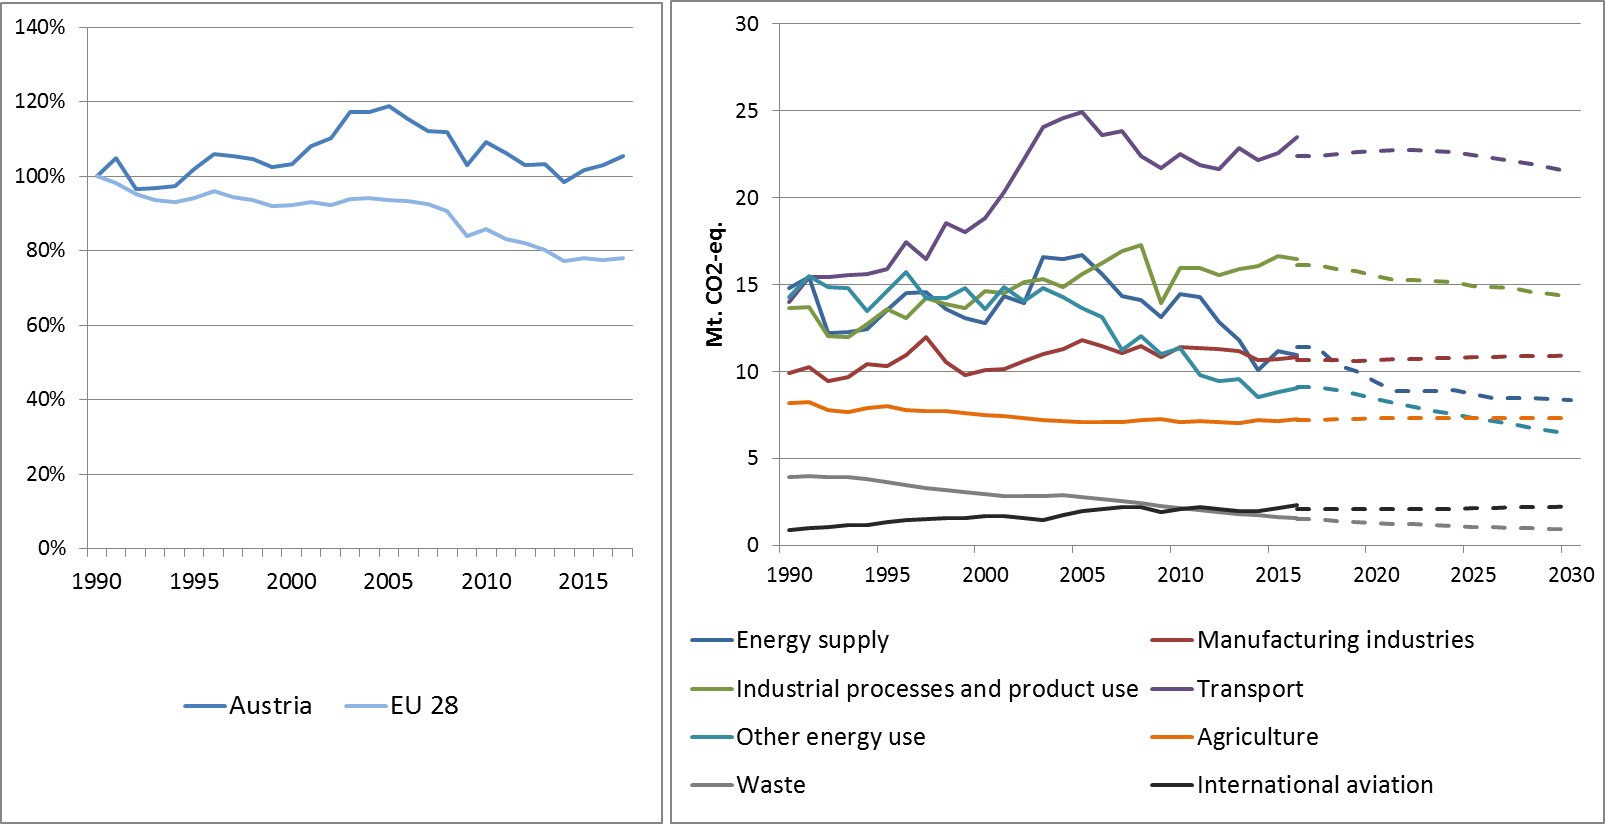 140%
120%
100%
80%
60%
40%
20%
0%
1990 1995 2000 2005 2010 2015
Austria EU 28
Mt. CO2-eq.
30
25
20
15
10
5
0
1990 1995 2000 2005 2010 2015 2020 2025 2030
Energy supply Manufacturing industries
Industrial processes and product use Transport
Other energy use Agriculture
Waste International aviation